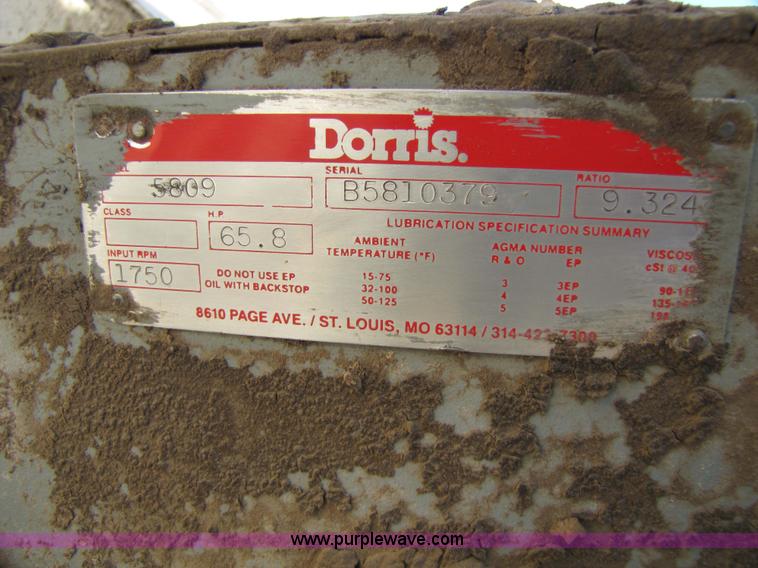 Dorris.
SERIAL RATIO
5809 B5810379 9.324
CLASS H.P. LUBRICATION SPECIFICATION SUMMARY
65.8
INPUT RPM AMBIENT TEMPERATURE (°F) AGMA NUMBER
R & O EP cSt @
1750 DO NOT USE EP OIL WITH BACKSTOP
15-75 3 3EP
32-100 4 4EP
50-125 5 5EP
8610 PAGE AVE. / ST. LOUIS, MO 63114 /
www.purplewave.com